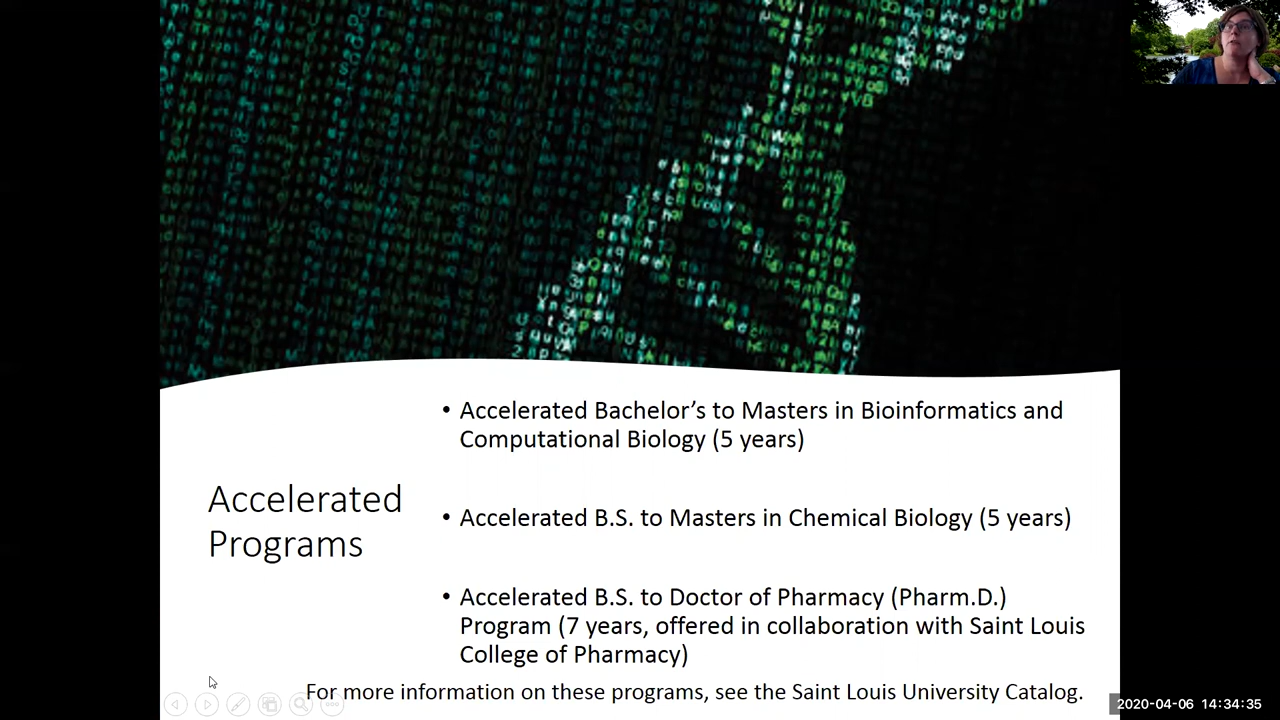 Accelerated
Programs
• Accelerated Bachelor’s to Masters in Bioinformatics and
Computational Biology (5 years)
• Accelerated B.S. to Masters in Chemical Biology (5 years)
• Accelerated B.S. to Doctor of Pharmacy (Pharm.D.)
Program (7 years, offered in collaboration with Saint Louis
College of Pharmacy)
For more information on these programs, see the Saint Louis University Catalog.
2020-04-06 14:34:35